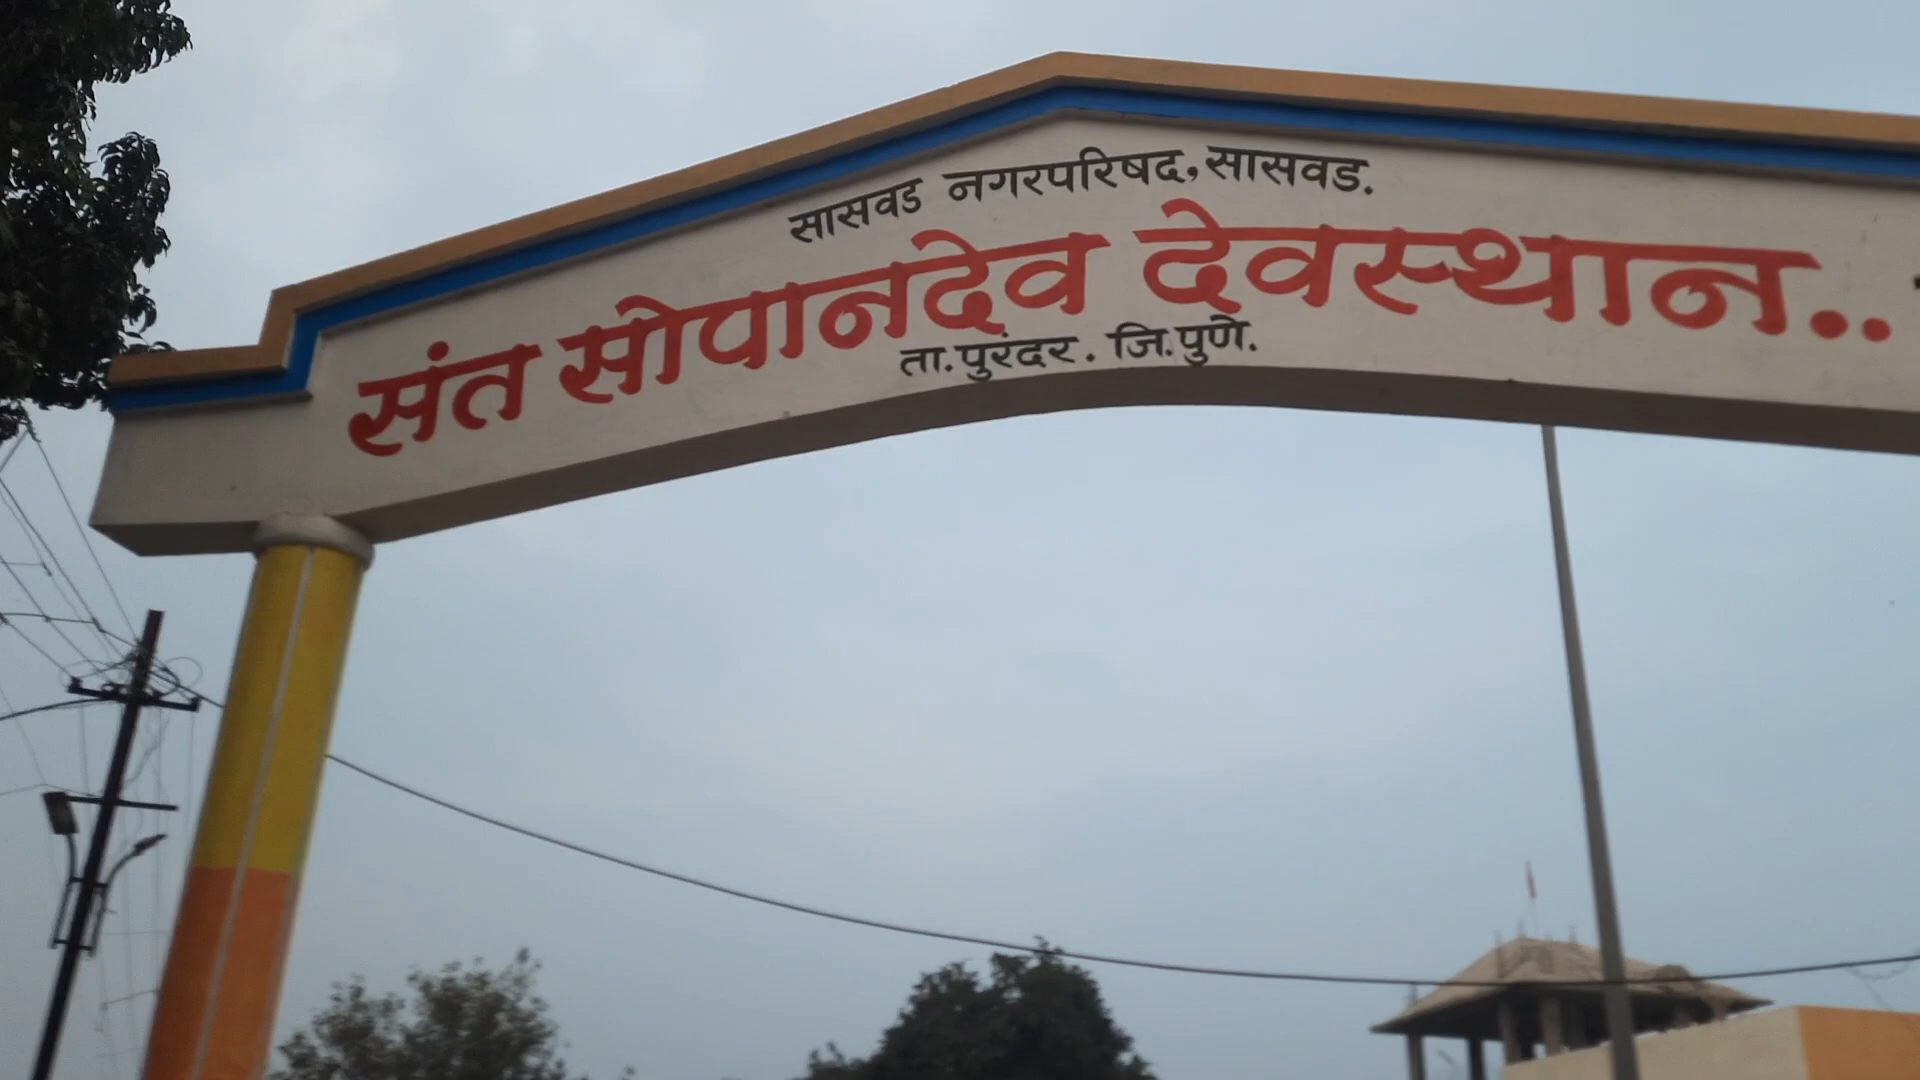 सासवड नगरपरिषद, सासवड.
संत सोपानदेव देवस्थान..
ता.पुरंदर. जि.पुणे.